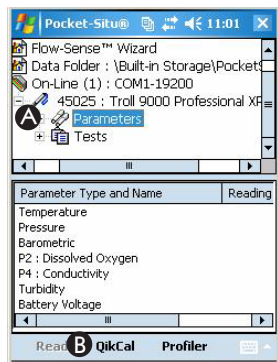 Pocket-Situ® 11:01
Flow-Sense™ Wizard
Data Folder : \Built-in Storage\Pocket
On-Line (1) : COM1-19200
45025 : Troll 9000 Professional XP
A Parameters
Tests
Parameter Type and Name Reading
Temperature
Pressure
Barometric
P2 : Dissolved Oxygen
P4 : Conductivity
Turbidity
Battery Voltage
Read B QikCal Profiler